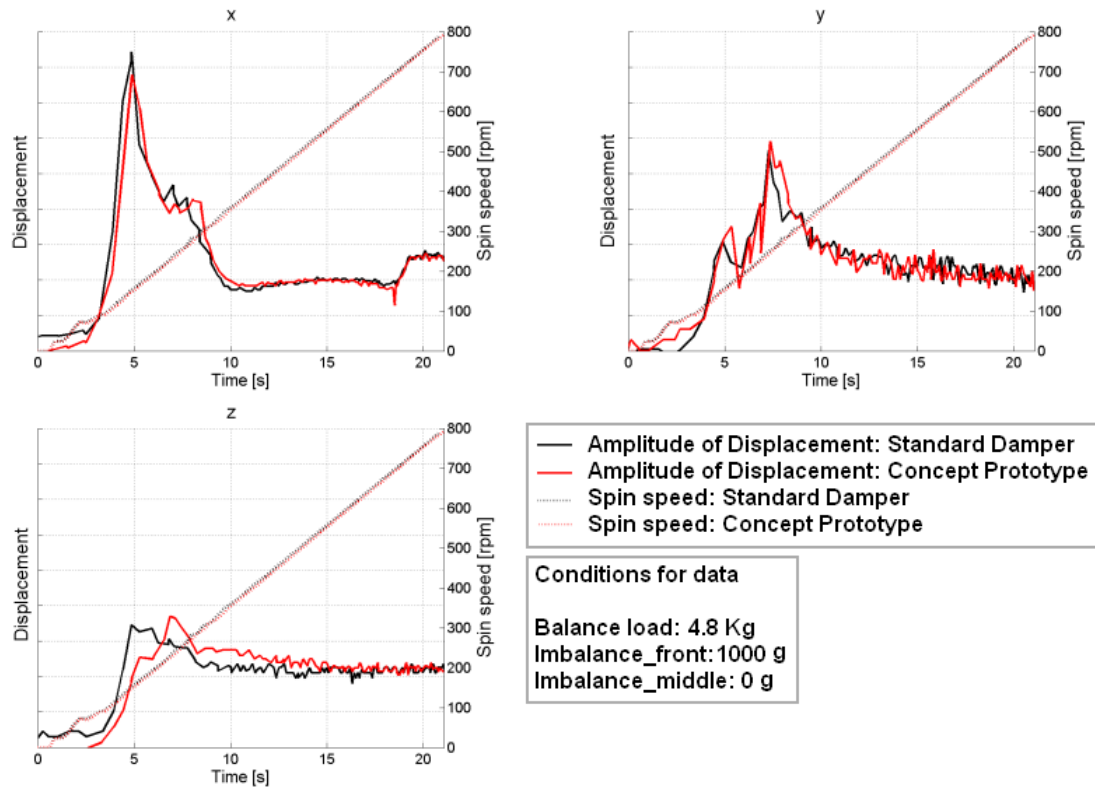 x
Displacement
0
5
10
15
20
Time [s]
0
100
200
300
400
500
600
700
800
Spin speed [rpm]
y
Displacement
0
5
10
15
20
Time [s]
0
100
200
300
400
500
600
700
800
Spin speed [rpm]
z
Displacement
0
5
10
15
20
Time [s]
0
100
200
300
400
500
600
700
800
Spin speed [rpm]
Amplitude of Displacement: Standard Damper
Amplitude of Displacement: Concept Prototype
Spin speed: Standard Damper
Spin speed: Concept Prototype
Conditions for data
Balance load: 4.8 Kg
Imbalance_front:1000 g
Imbalance_middle: 0 g